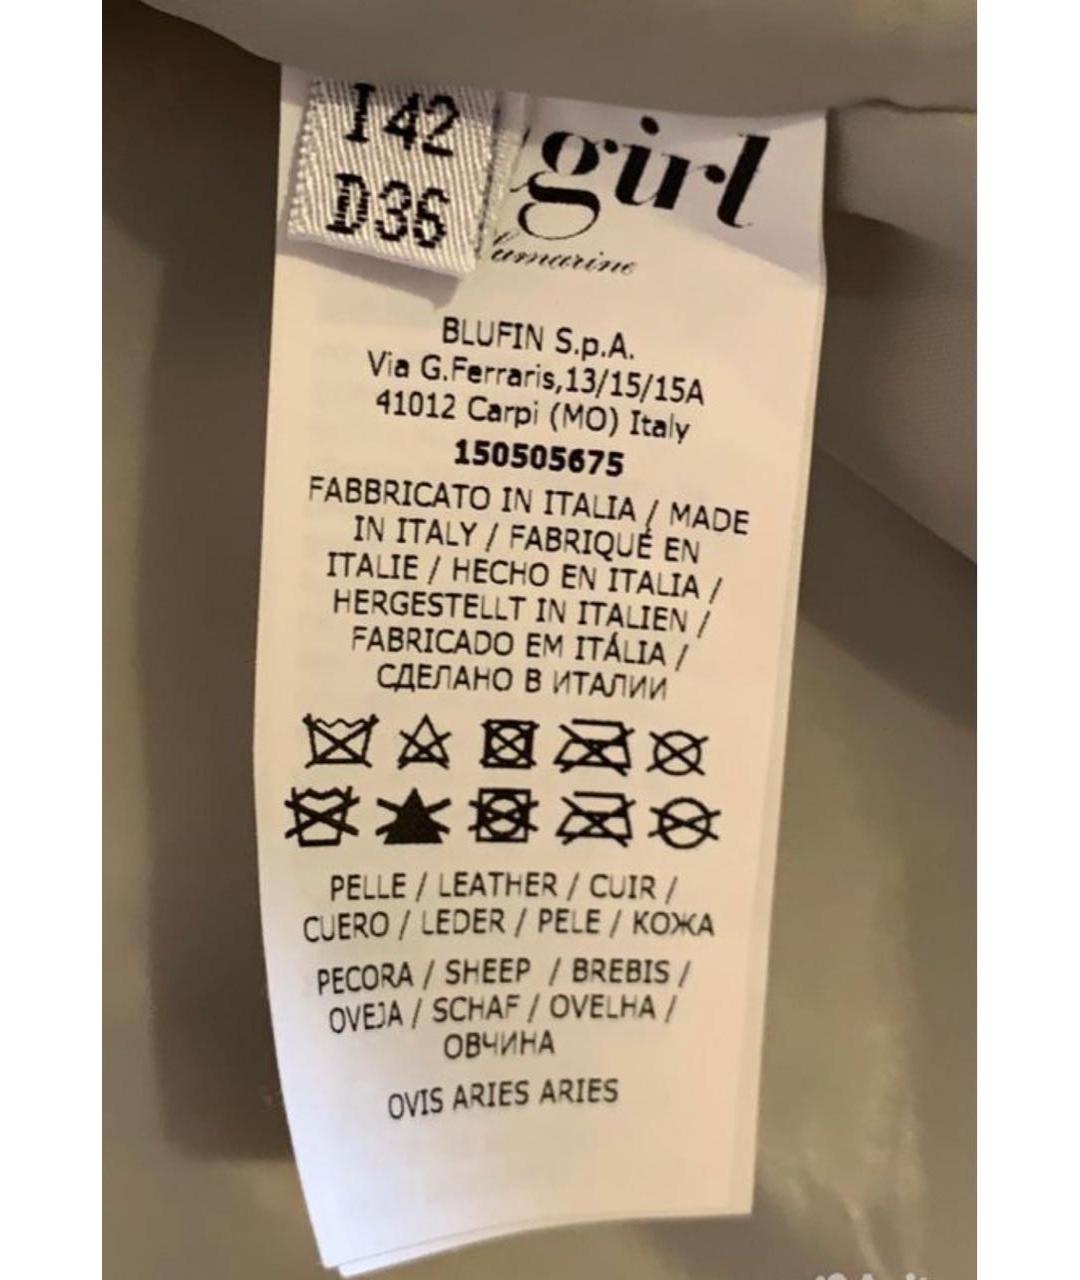 I 42
D36
girl
BLUFIN S.p.A.
Via G.Ferraris,13/15/15A
41012 Carpi (MO) Italy
150505675
FABBRICATO IN ITALIA / MADE
IN ITALY / FABRIQUÉ EN
ITALIE / HECHO EN ITALIA /
HERGESTELLT IN ITALIEN /
FABRICADO EM ITÁLIA /
СДЕЛАНО В ИТАЛИИ
PELLE / LEATHER / CUIR /
CUERO / LEDER / PELE / КОЖА
PECORA / SHEEP / BREBIS /
OVEJA / SCHAF / OVELHA /
ОВЧИНА
OVIS ARIES ARIES